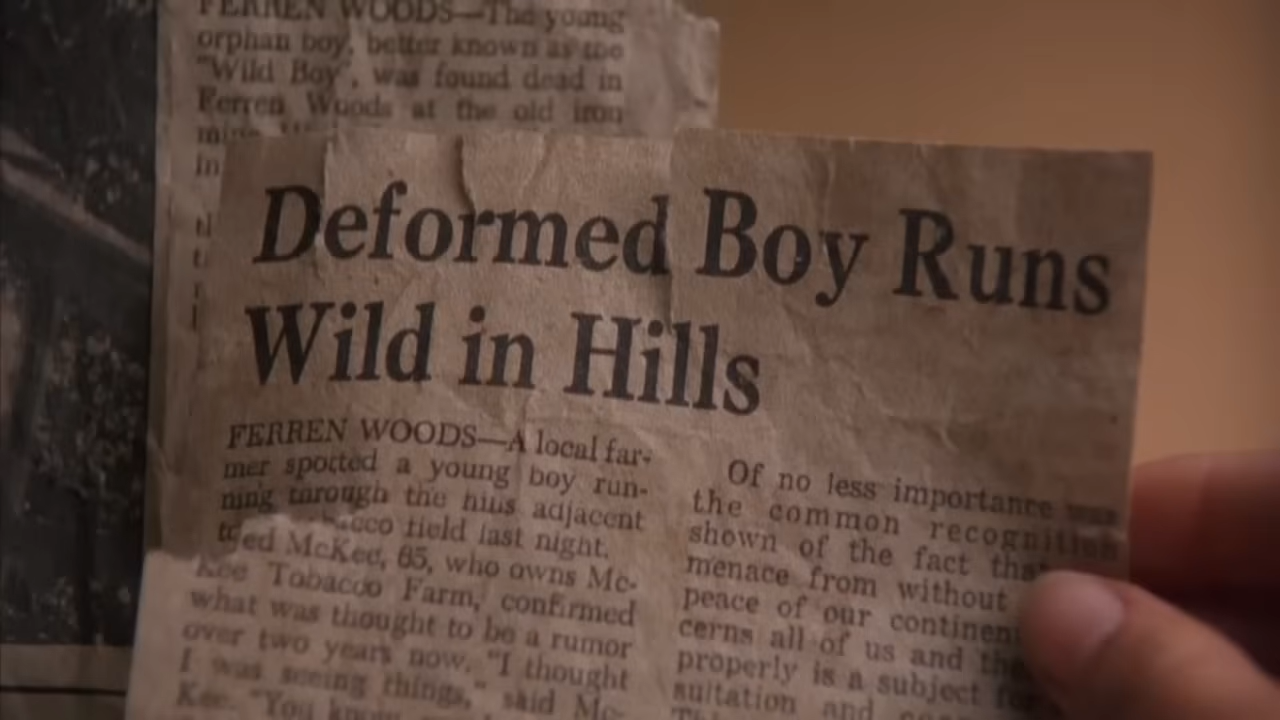 FERREN WOODS—The young
orphan boy, better known as the
"Wild Boy", was found dead in
Ferren Woods at the old iron
in
Deformed Boy Runs
Wild in Hills
FERREN WOODS—A local far-
mer spotted a young boy run-
ning through the hills adjacent
to tobacco field last night.
ed McKee, 65, who owns Mc-
Kee Tobacco Farm, confirmed
what was thought to be a rumor
over two years now. "I thought
I was seeing things," said Mc-
Kee. "You know
Of no less importance was
the common recognition
shown of the fact that
menace from without
peace of our continent
cerns all of us and the
properly is a subject for